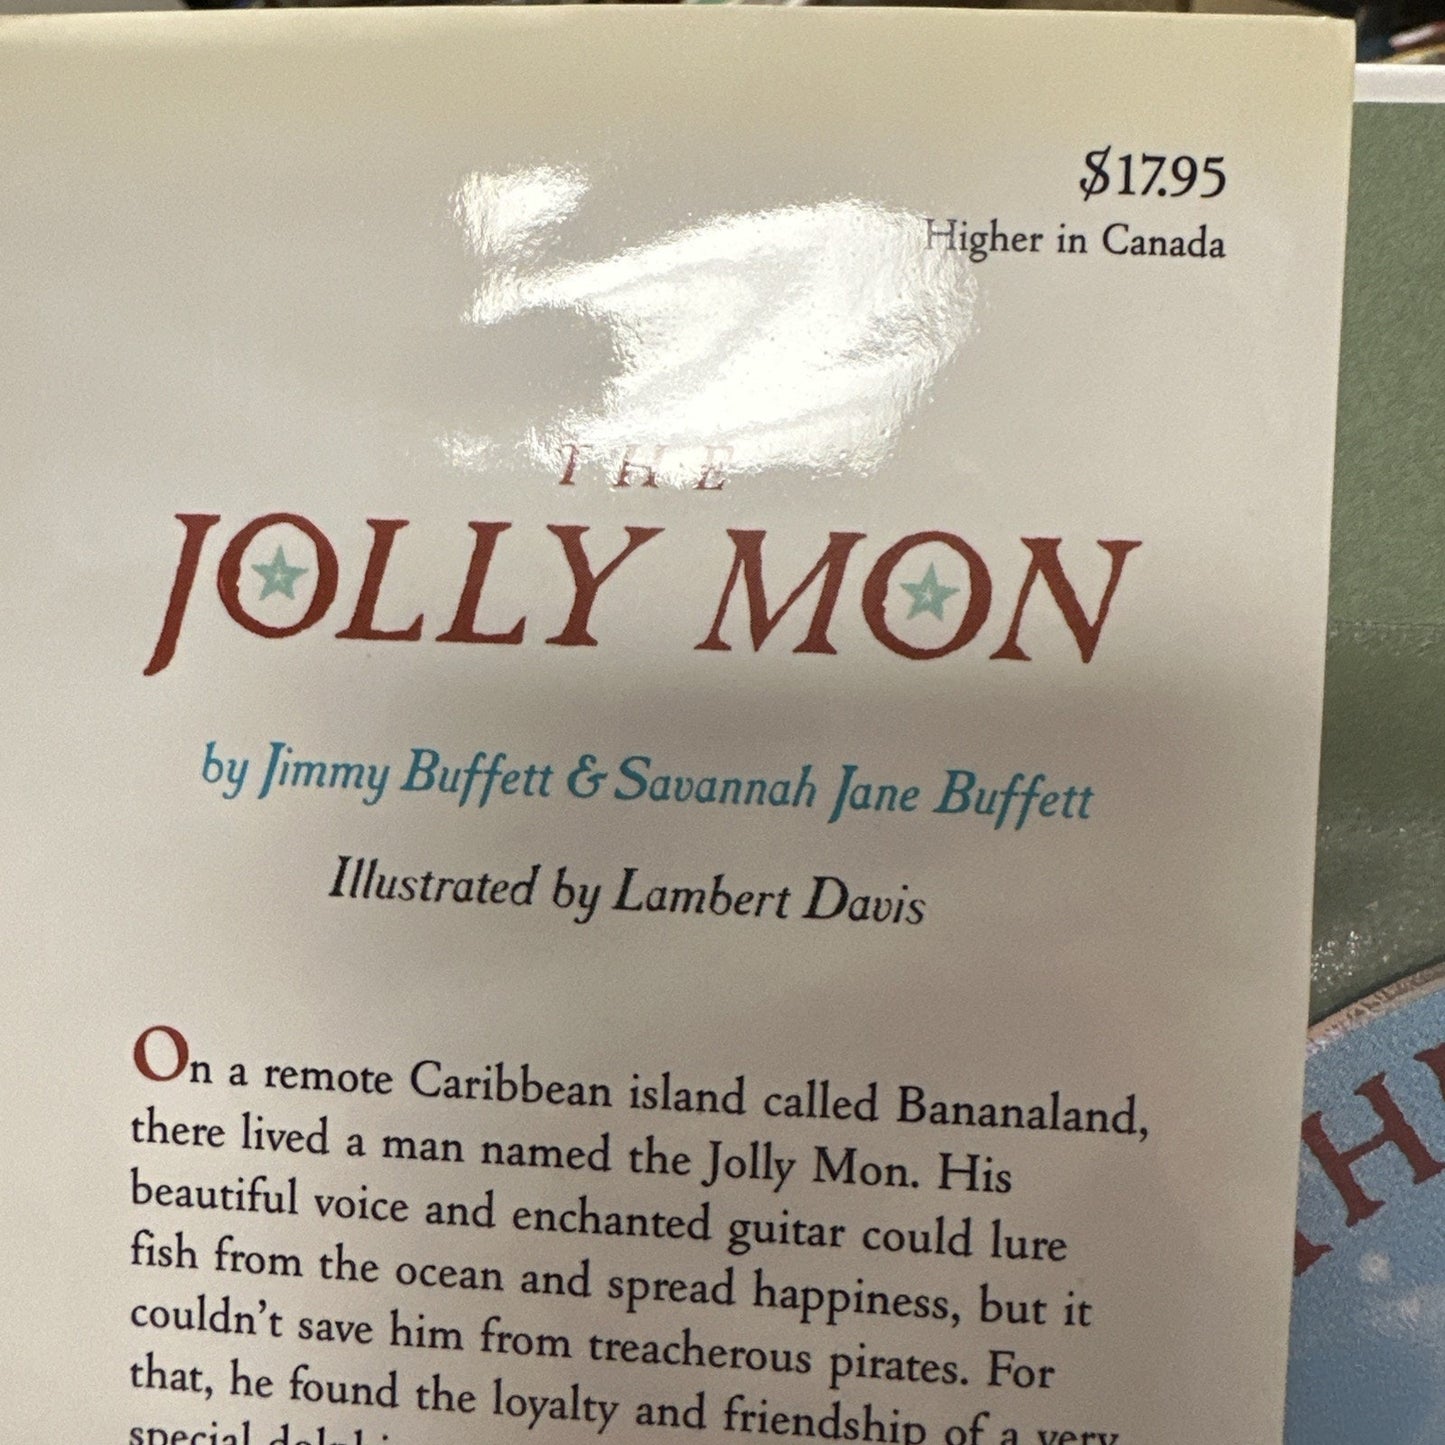 $17.95
Higher in Canada
THE
JOLLY MON
by Jimmy Buffett & Savannah Jane Buffett
Illustrated by Lambert Davis
On a remote Caribbean island called Bananaland,
there lived a man named the Jolly Mon. His
beautiful voice and enchanted guitar could lure
fish from the ocean and spread happiness, but it
couldn't save him from treacherous pirates. For
that, he found the loyalty and friendship of a very
special